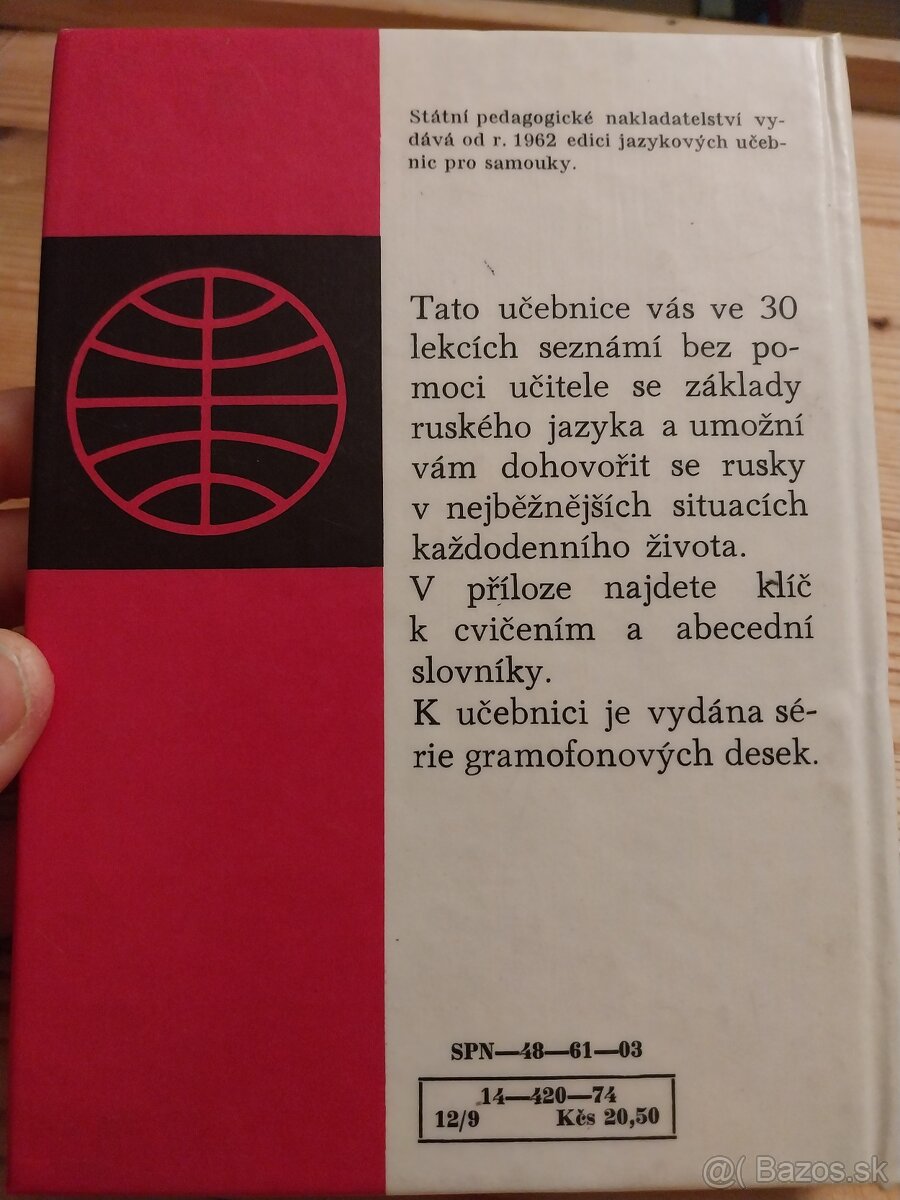 Státní pedagogické nakladatelství vy-
dává od r. 1962 edici jazykových učeb-
nic pro samouky.
Tato učebnice vás ve 30
lekcích seznámí bez po-
moci učitele se základy
ruského jazyka a umožní
vám dohovořit se rusky
v nejběžnějších situacích
každodenního života.
V příloze najdete klíč
k cvičením a abecední
slovníky.
K učebnici je vydána sé-
rie gramofonových desek.
SPN—48—61—03
14—420—74
12/9 Kčs 20,50
@( Bazos.sk